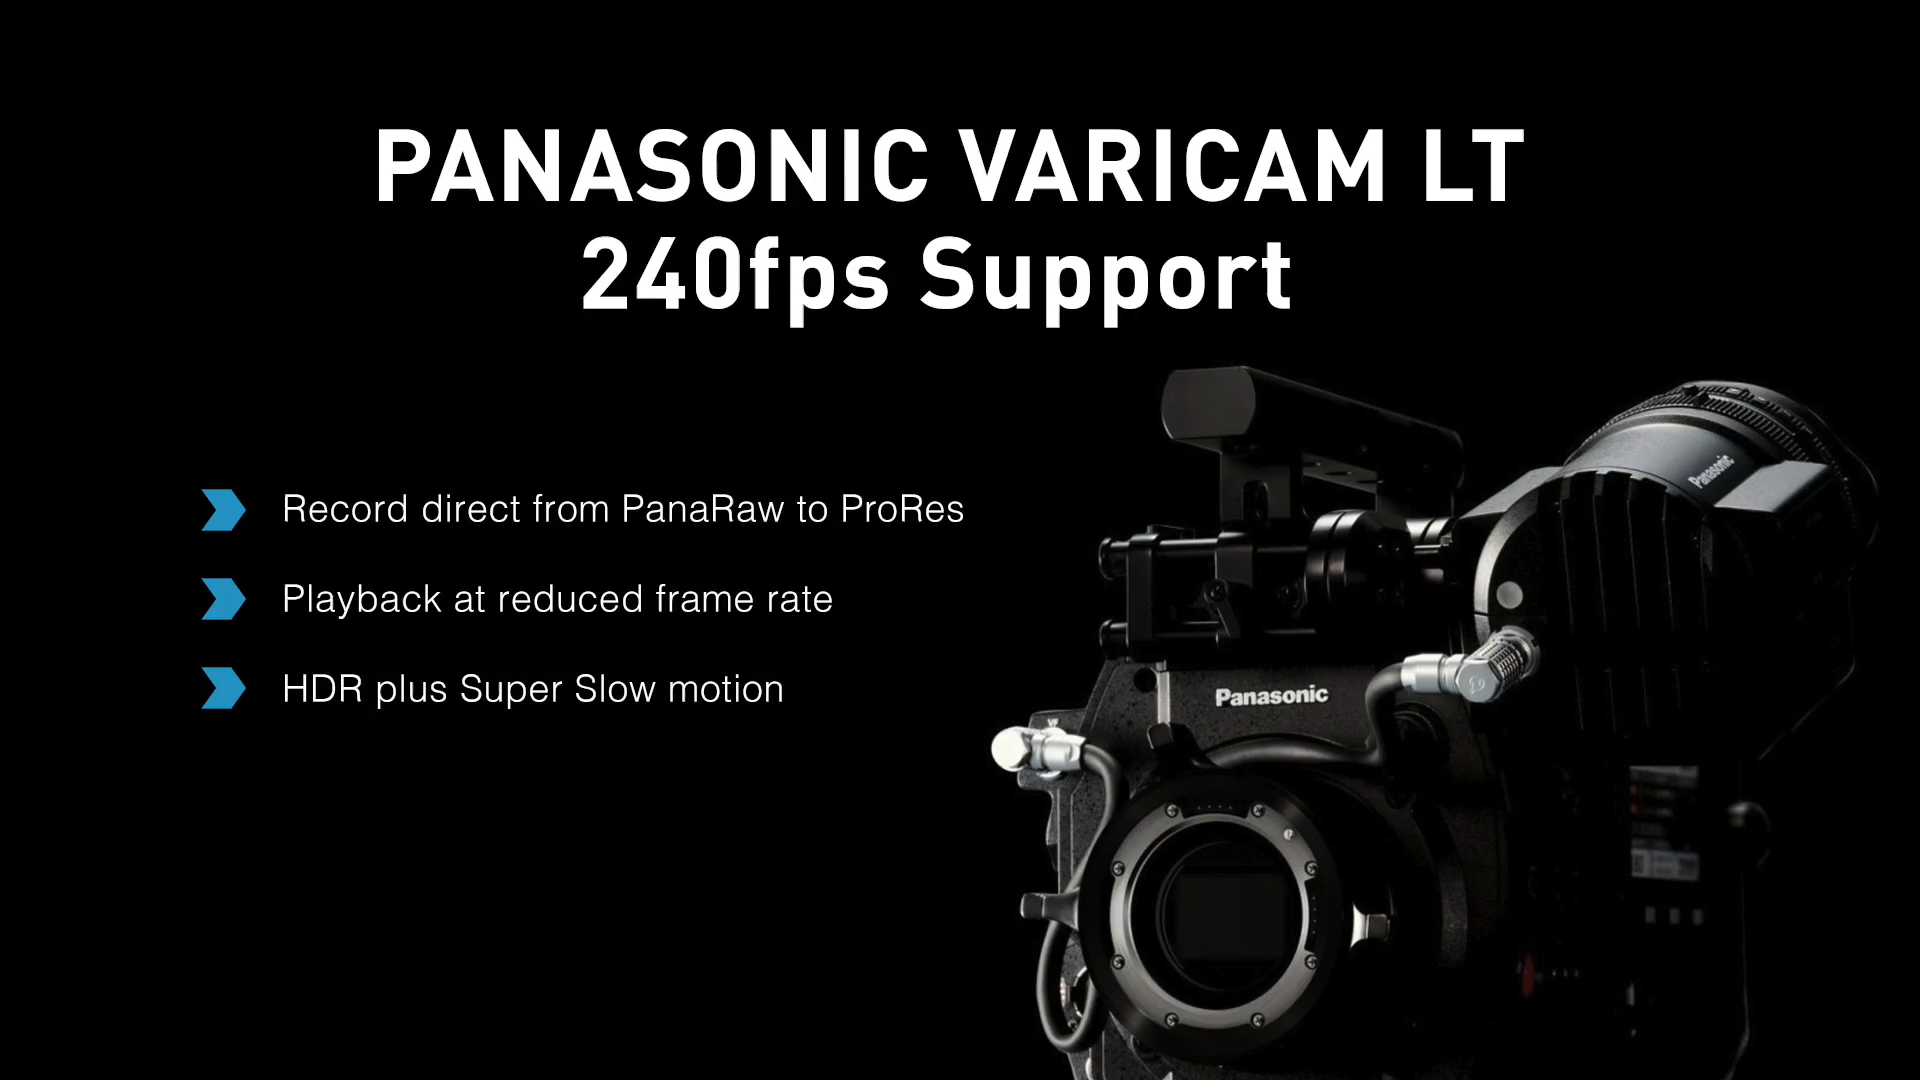 PANASONIC VARICAM LT
240fps Support
Record direct from PanaRaw to ProRes
Playback at reduced frame rate
HDR plus Super Slow motion
Panasonic
Panasonic
VF